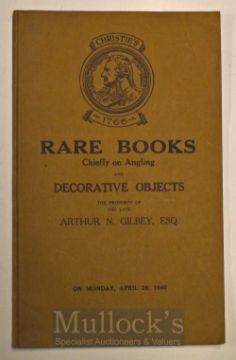 CHRISTIE'S
1766
RARE BOOKS
Chiefly on Angling
AND
DECORATIVE OBJECTS
THE PROPERTY OF
THE LATE
ARTHUR N. GILBEY, ESQ.
ON MONDAY, APRIL 29, 1940
Mullock's
Specialist Auctioneers & Valuers